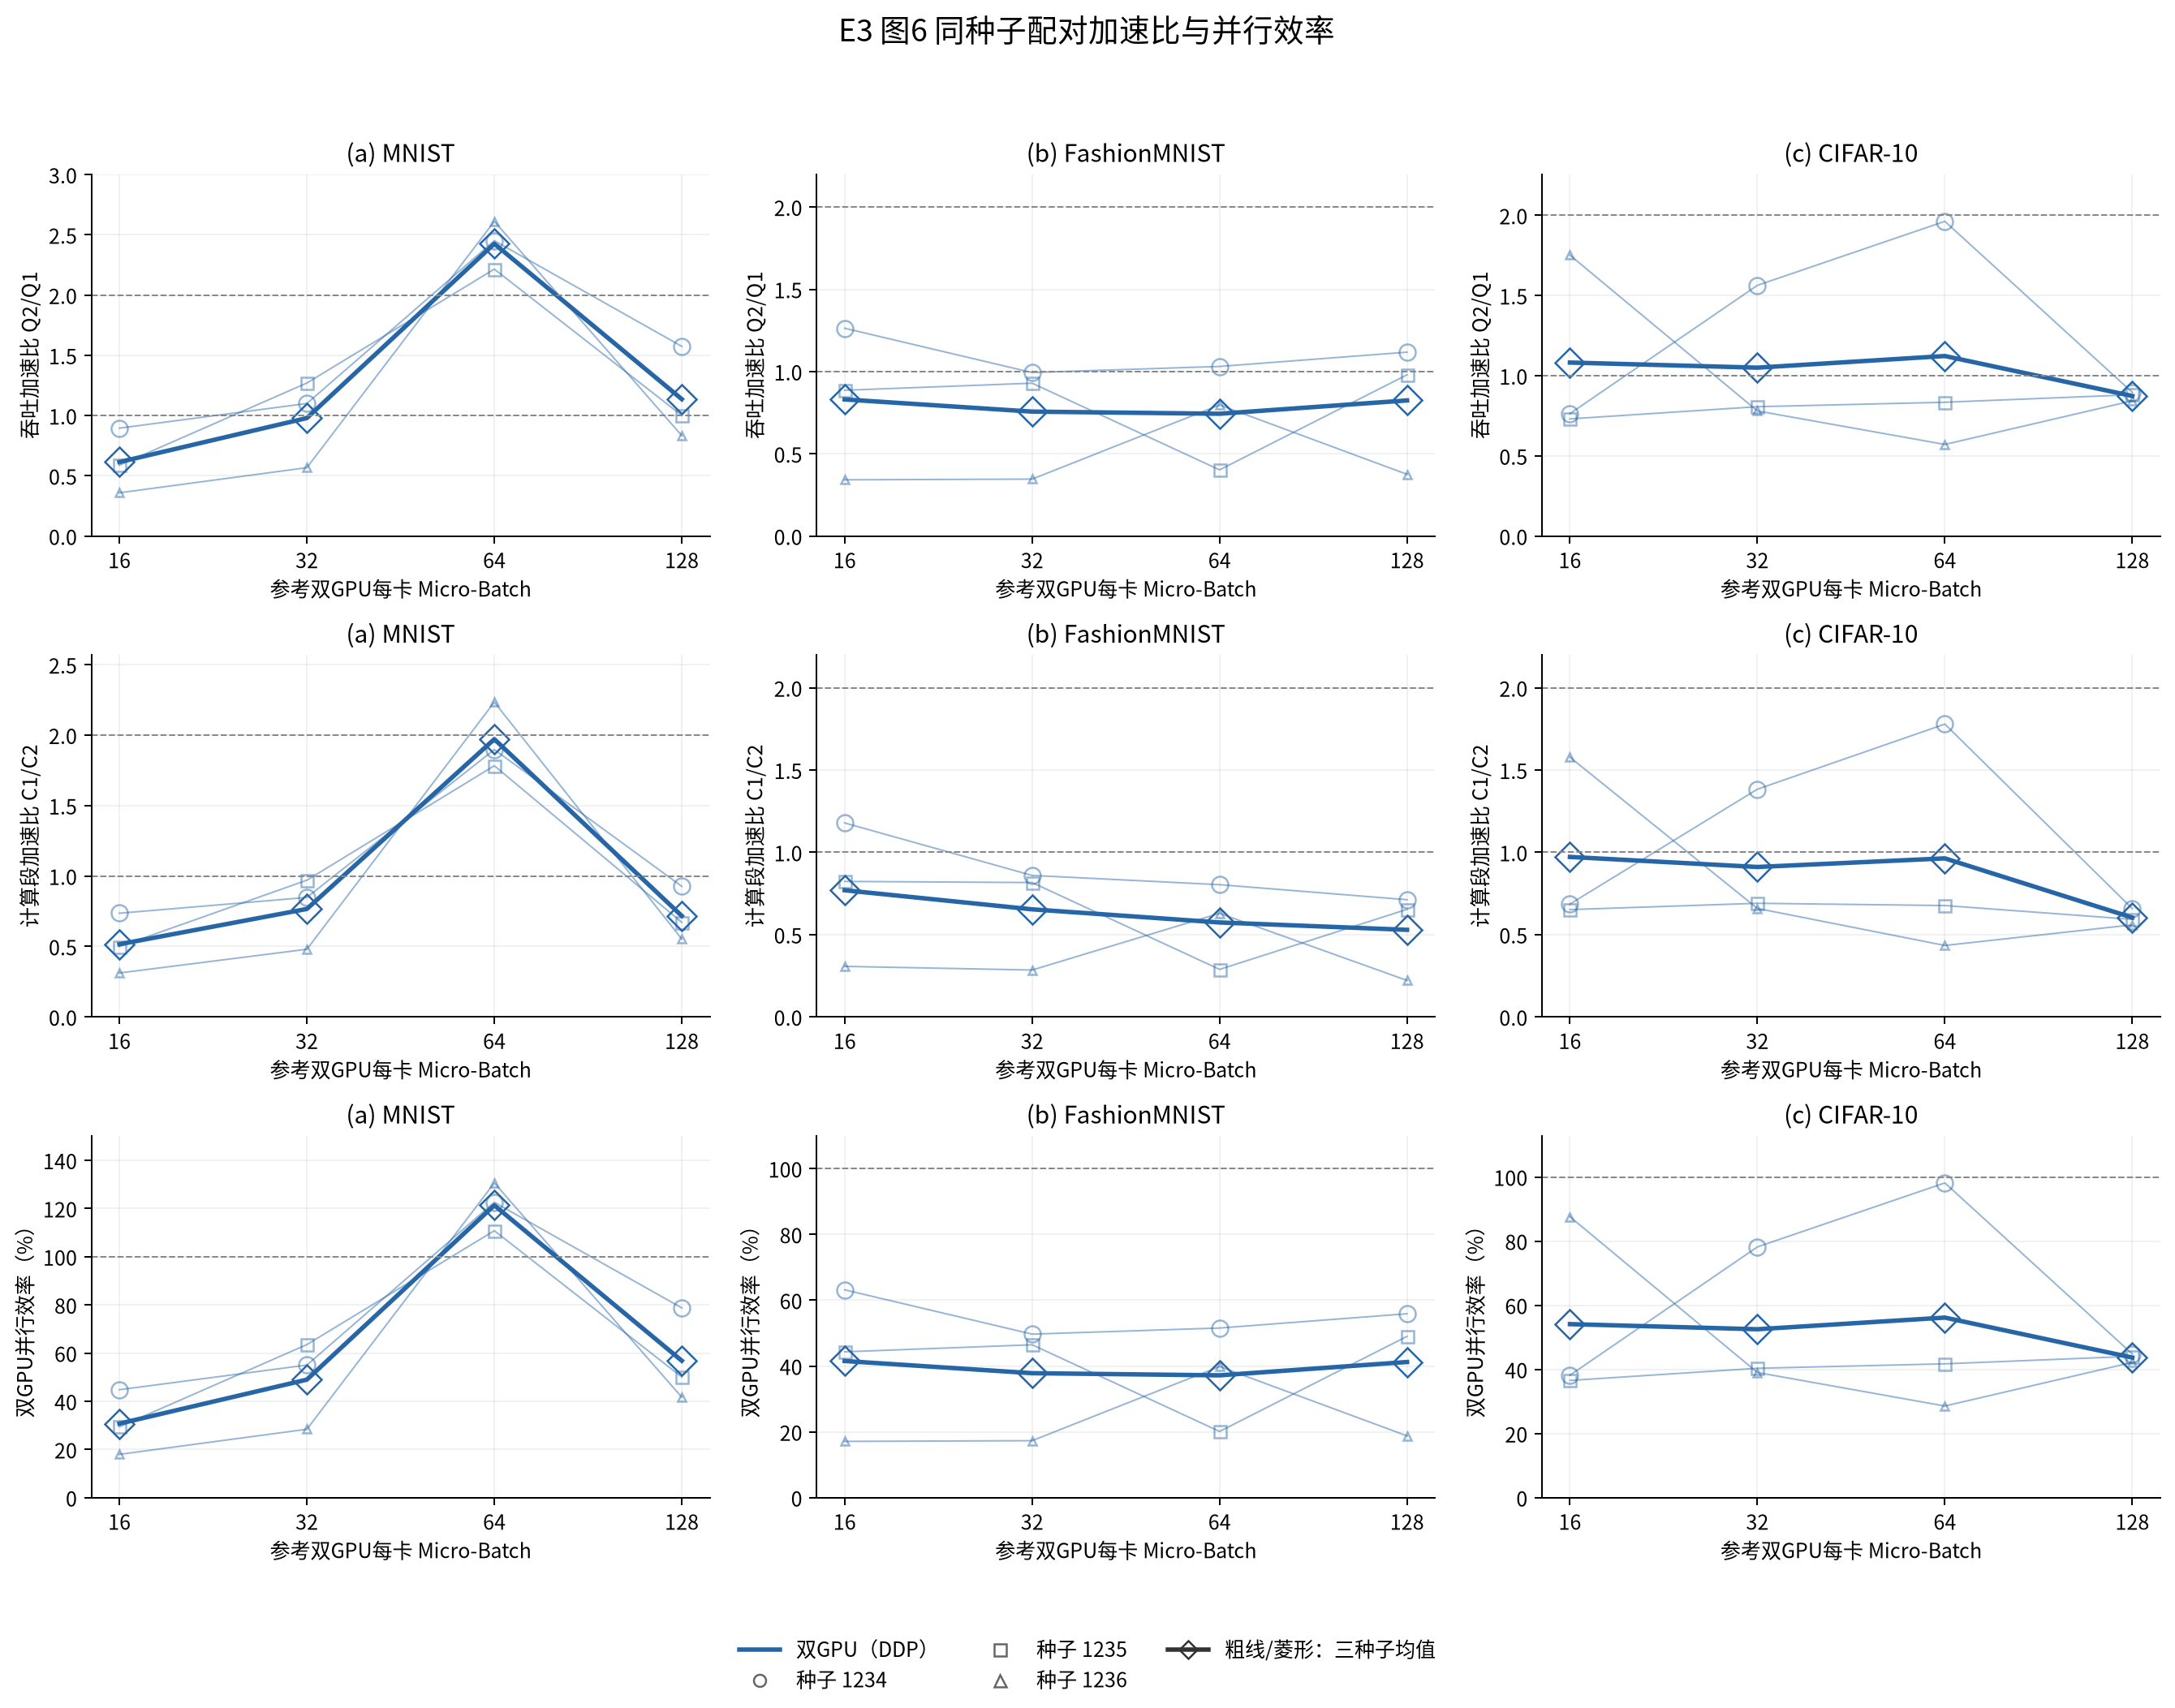 E3 图6 同种子配对加速比与并行效率
(a) MNIST
吞吐加速比 Q2/Q1
3.0
2.5
2.0
1.5
1.0
0.5
0.0
16 32 64 128
参考双GPU每卡 Micro-Batch
(b) FashionMNIST
吞吐加速比 Q2/Q1
2.0
1.5
1.0
0.5
0.0
16 32 64 128
参考双GPU每卡 Micro-Batch
(c) CIFAR-10
吞吐加速比 Q2/Q1
2.0
1.5
1.0
0.5
0.0
16 32 64 128
参考双GPU每卡 Micro-Batch
(a) MNIST
计算段加速比 C1/C2
2.5
2.0
1.5
1.0
0.5
0.0
16 32 64 128
参考双GPU每卡 Micro-Batch
(b) FashionMNIST
计算段加速比 C1/C2
2.0
1.5
1.0
0.5
0.0
16 32 64 128
参考双GPU每卡 Micro-Batch
(c) CIFAR-10
计算段加速比 C1/C2
2.0
1.5
1.0
0.5
0.0
16 32 64 128
参考双GPU每卡 Micro-Batch
(a) MNIST
双GPU并行效率（%）
140
120
100
80
60
40
20
0
16 32 64 128
参考双GPU每卡 Micro-Batch
(b) FashionMNIST
双GPU并行效率（%）
100
80
60
40
20
0
16 32 64 128
参考双GPU每卡 Micro-Batch
(c) CIFAR-10
双GPU并行效率（%）
100
80
60
40
20
0
16 32 64 128
参考双GPU每卡 Micro-Batch
双GPU（DDP）
种子 1234
种子 1235
种子 1236
粗线/菱形：三种子均值